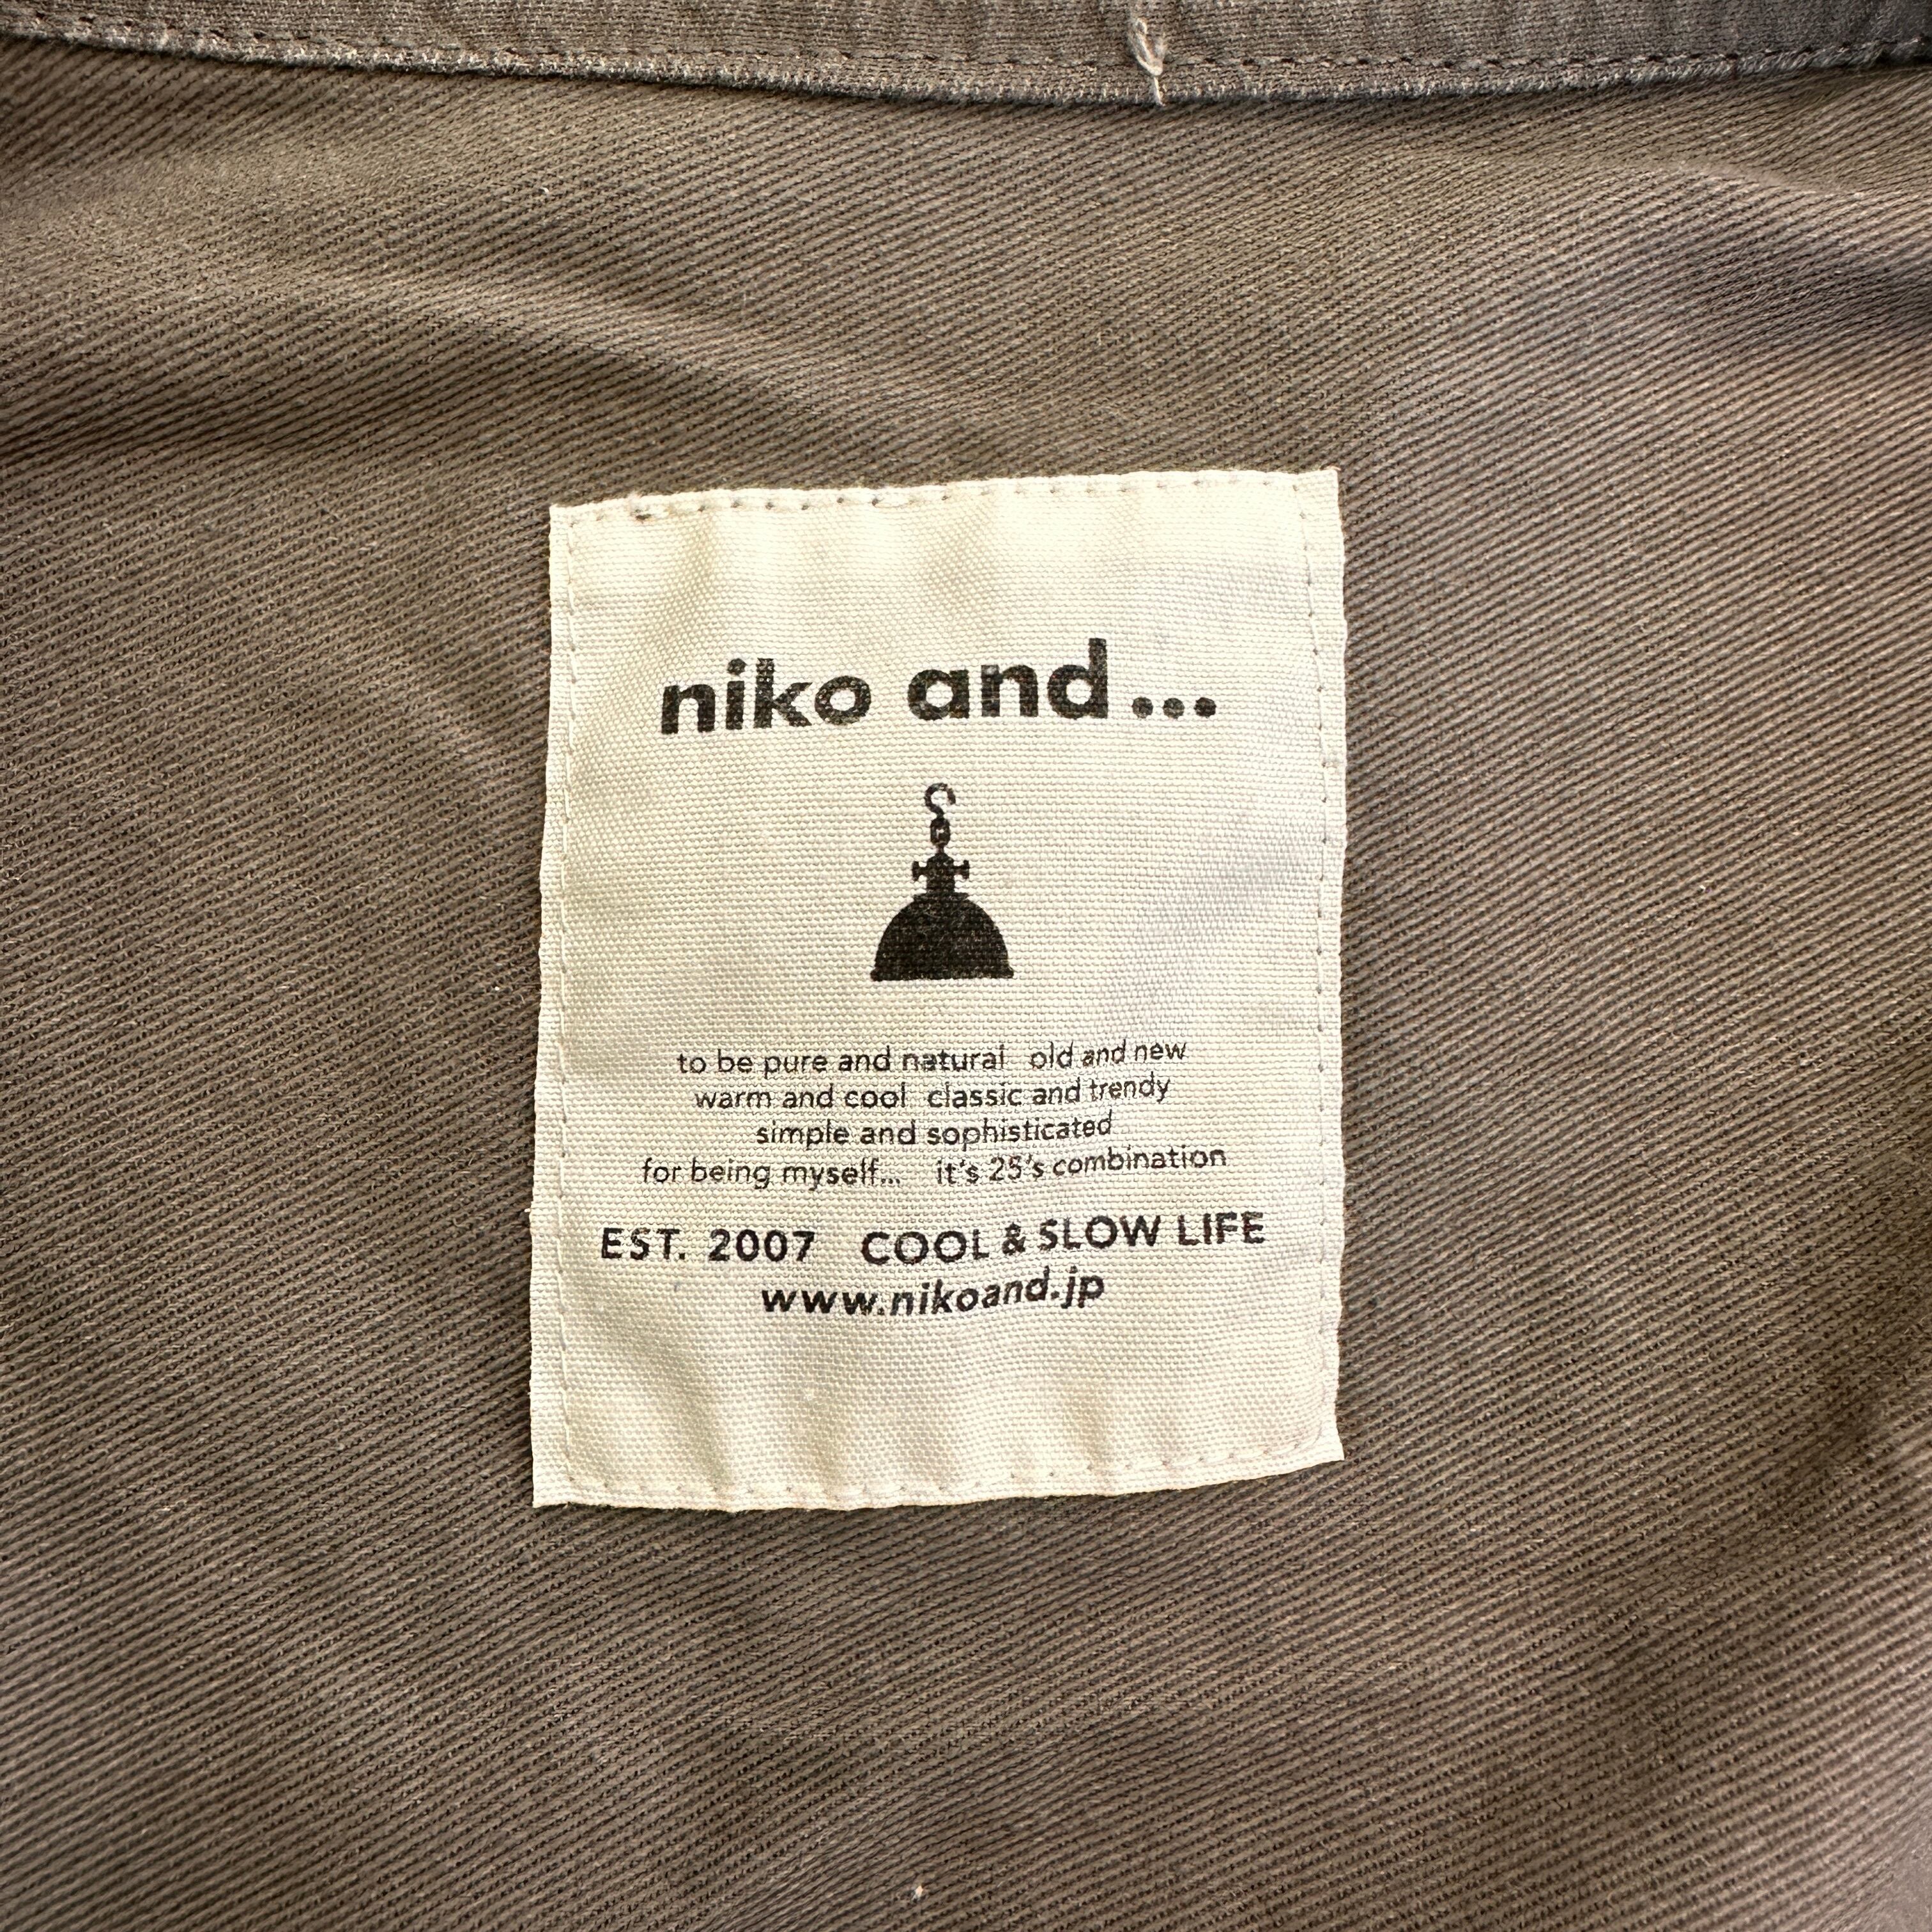 niko and...
to be pure and natural old and new
warm and cool classic and trendy
simple and sophisticated
for being myself... it's 25's combination
EST. 2007 COOL & SLOW LIFE
www.nikoand.jp